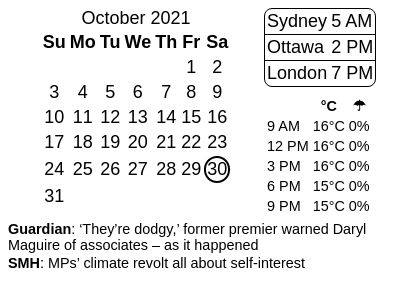 October 2021
Su Mo Tu We Th Fr Sa
1 2
3 4 5 6 7 8 9
10 11 12 13 14 15 16
17 18 19 20 21 22 23
24 25 26 27 28 29 30
31
Sydney 5 AM
Ottawa 2 PM
London 7 PM
°C ☂
9 AM 16°C 0%
12 PM 16°C 0%
3 PM 16°C 0%
6 PM 15°C 0%
9 PM 15°C 0%
Guardian: ‘They’re dodgy,’ former premier warned Daryl
Maguire of associates – as it happened
SMH: MPs’ climate revolt all about self-interest